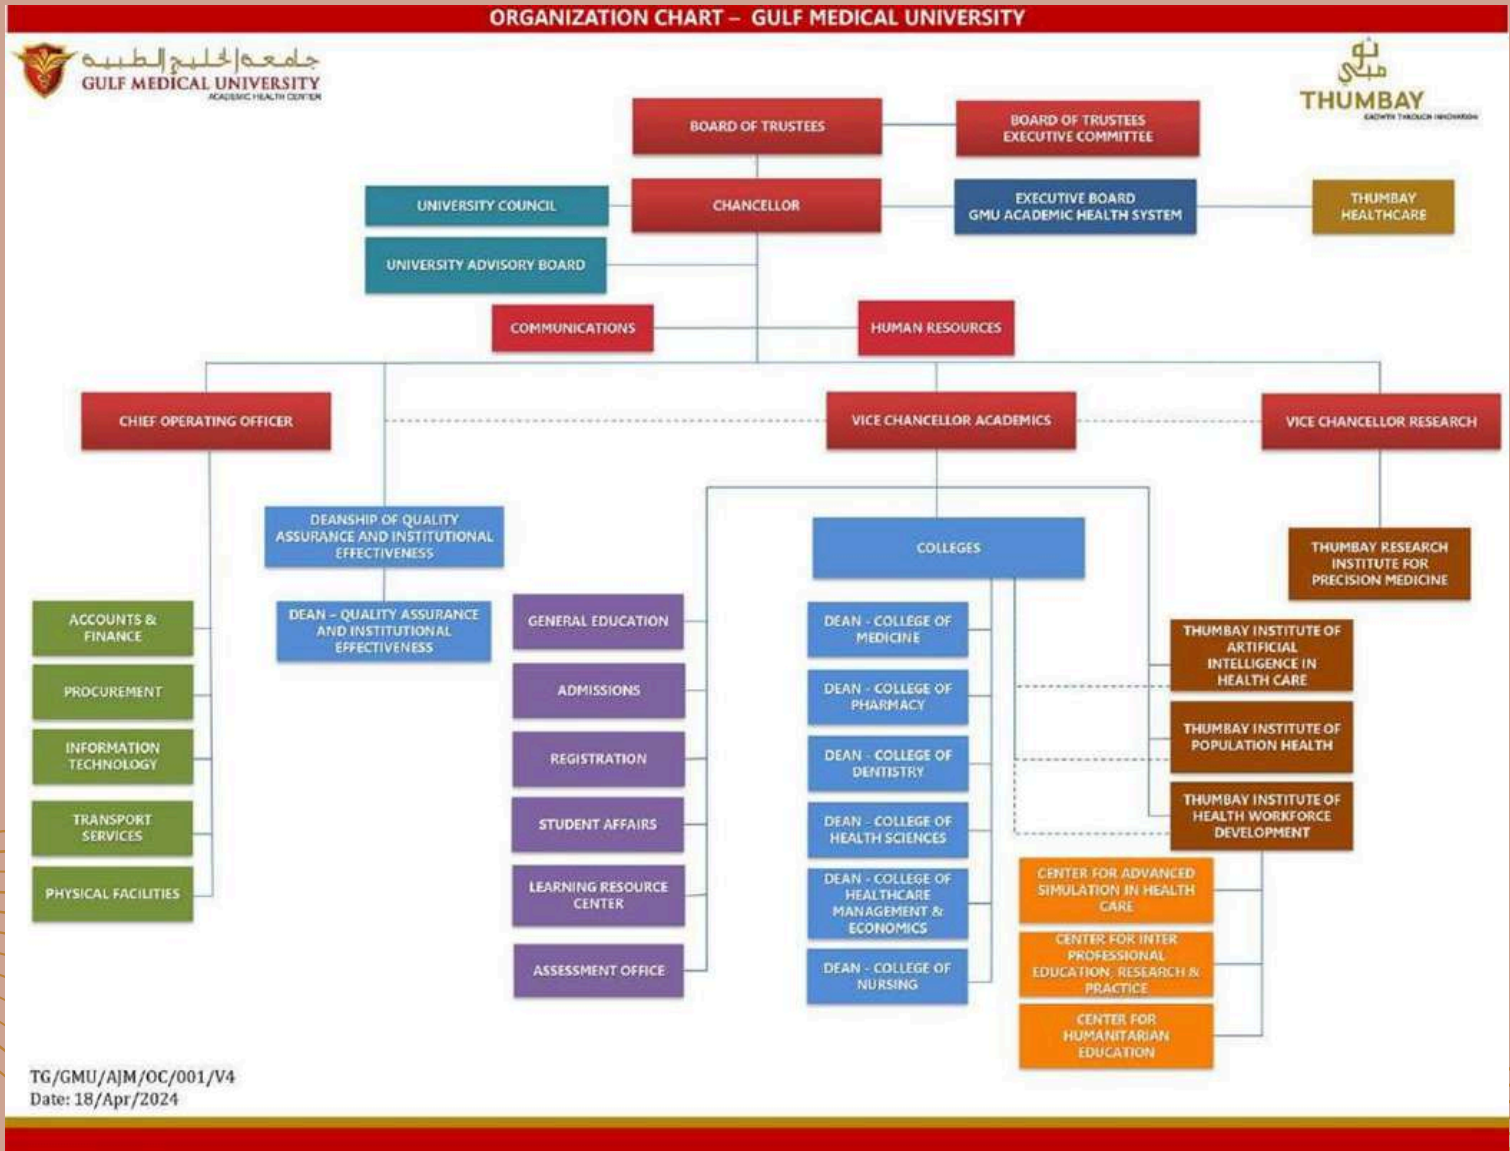 ORGANIZATION CHART – GULF MEDICAL UNIVERSITY
جامعة الخليج الطبية
GULF MEDICAL UNIVERSITY
ACADEMIC HEALTH CENTER
ثومبي
THUMBAY
GROWTH THROUGH INNOVATION
BOARD OF TRUSTEES
BOARD OF TRUSTEES
EXECUTIVE COMMITTEE
UNIVERSITY COUNCIL
CHANCELLOR
EXECUTIVE BOARD
GMU ACADEMIC HEALTH SYSTEM
THUMBAY
HEALTHCARE
UNIVERSITY ADVISORY BOARD
COMMUNICATIONS
HUMAN RESOURCES
CHIEF OPERATING OFFICER
VICE CHANCELLOR ACADEMICS
VICE CHANCELLOR RESEARCH
DEANSHIP OF QUALITY
ASSURANCE AND INSTITUTIONAL
EFFECTIVENESS
DEAN – QUALITY ASSURANCE
AND INSTITUTIONAL
EFFECTIVENESS
COLLEGES
THUMBAY RESEARCH
INSTITUTE FOR
PRECISION MEDICINE
ACCOUNTS &
FINANCE
PROCUREMENT
INFORMATION
TECHNOLOGY
TRANSPORT
SERVICES
PHYSICAL FACILITIES
GENERAL EDUCATION
ADMISSIONS
REGISTRATION
STUDENT AFFAIRS
LEARNING RESOURCE
CENTER
ASSESSMENT OFFICE
DEAN - COLLEGE OF
MEDICINE
DEAN - COLLEGE OF
PHARMACY
DEAN - COLLEGE OF
DENTISTRY
DEAN - COLLEGE OF
HEALTH SCIENCES
DEAN - COLLEGE OF
HEALTHCARE
MANAGEMENT &
ECONOMICS
DEAN - COLLEGE OF
NURSING
THUMBAY INSTITUTE OF
ARTIFICIAL
INTELLIGENCE IN
HEALTH CARE
THUMBAY INSTITUTE OF
POPULATION HEALTH
THUMBAY INSTITUTE OF
HEALTH WORKFORCE
DEVELOPMENT
CENTER FOR ADVANCED
SIMULATION IN HEALTH
CARE
CENTER FOR INTER
PROFESSIONAL
EDUCATION, RESEARCH &
PRACTICE
CENTER FOR
HUMANITARIAN
EDUCATION
TG/GMU/AJM/OC/001/V4
Date: 18/Apr/2024